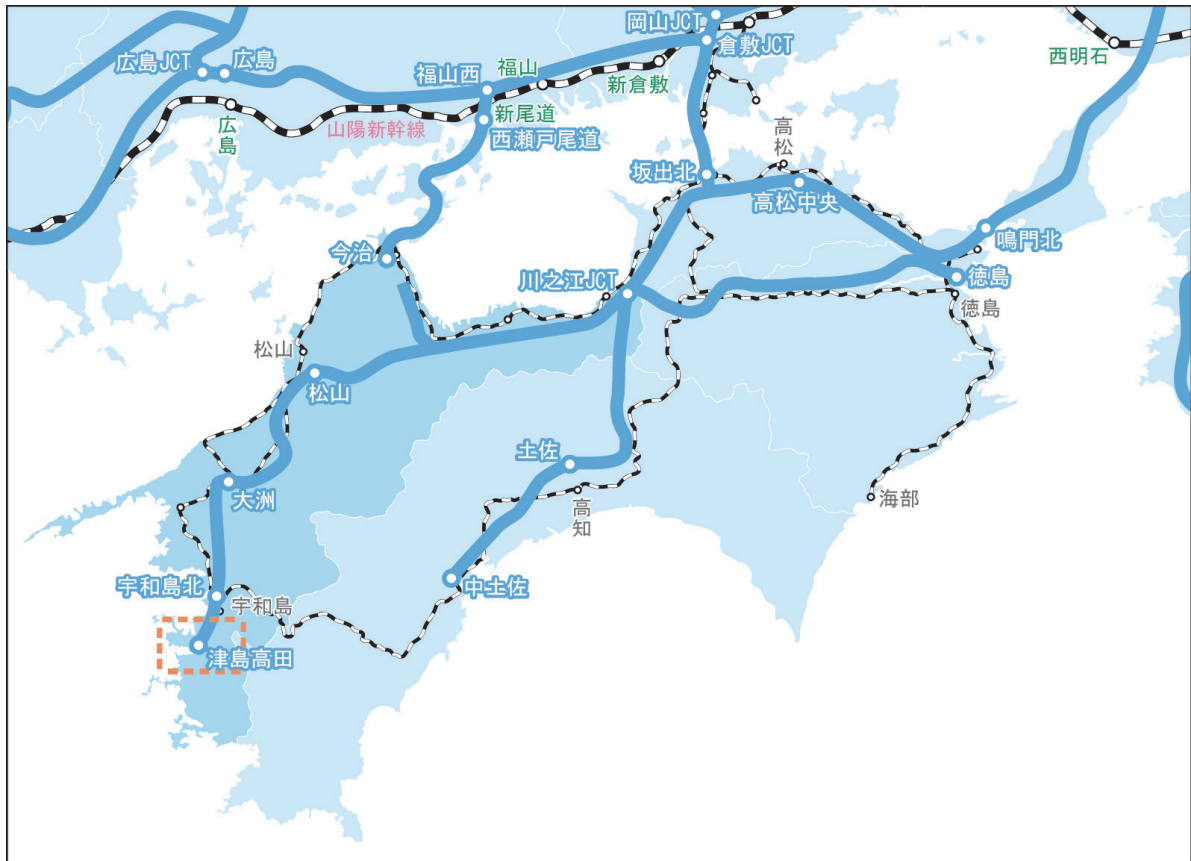 岡山JCT
倉敷JCT
西明石
広島JCT
広島
福山西
福山
新倉敷
広島
山陽新幹線
新尾道
西瀬戸尾道
高松
坂出北
高松中央
鳴門北
今治
川之江JCT
徳島
徳島
松山
松山
土佐
大洲
高知
海部
宇和島北
宇和島
中土佐
津島高田